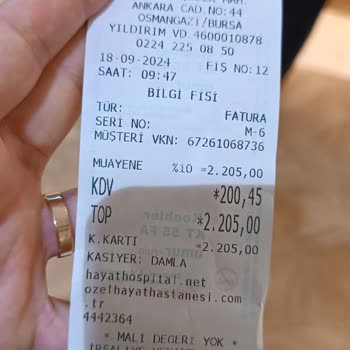 ANKARA CAD.NO:44
OSMANGAZİ/BURSA
YILDIRIM VD.4600010878
0224 225 08 50
18-09-2024 FİŞ NO:12
SAAT: 09:47
BİLGİ FİŞİ
TÜR: FATURA
SERİ NO: M-6
MÜŞTERİ VKN: 67261068736
MUAYENE %10 *2.205,00
KDV *200,45
TOP *2.205,00
K.KARTI *2.205,00
KASİYER: DAMLA
hayathospital.net
ozelhayathastanesi.com
.tr
4442364
* MALİ DEĞERİ YOK *